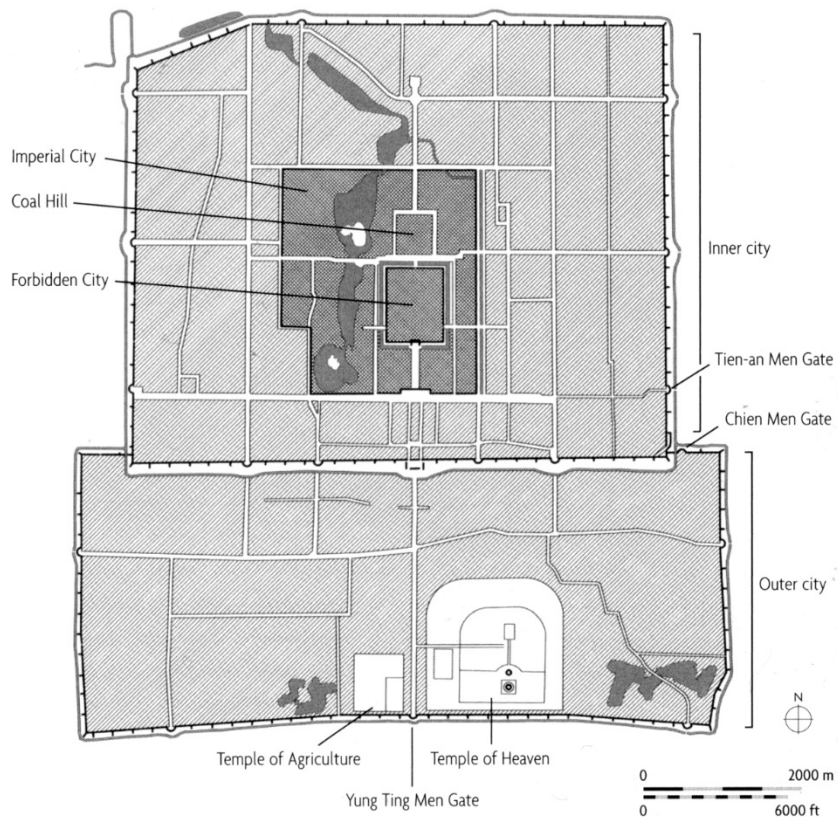 Imperial City
Coal Hill
Forbidden City
Inner city
Tien-an Men Gate
Chien Men Gate
Outer city
N
Temple of Agriculture
Temple of Heaven
Yung Ting Men Gate
0 2000 m
0 6000 ft